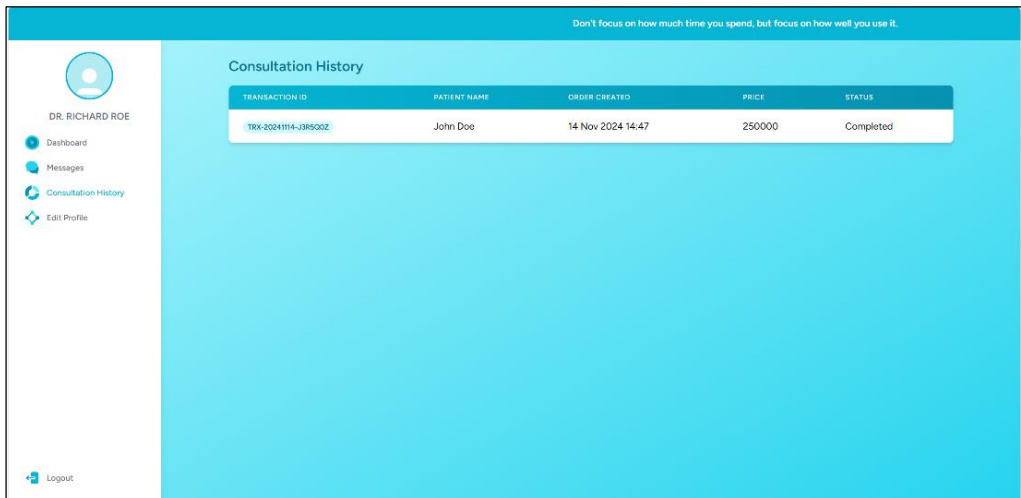 Don't focus on how much time you spend, but focus on how well you use it.
DR. RICHARD ROE
Dashboard
Messages
Consultation History
Edit Profile
Logout
Consultation History
TRANSACTION ID PATIENT NAME ORDER CREATED PRICE STATUS
TRX-20241114-J3R5Q0Z John Doe 14 Nov 2024 14:47 250000 Completed